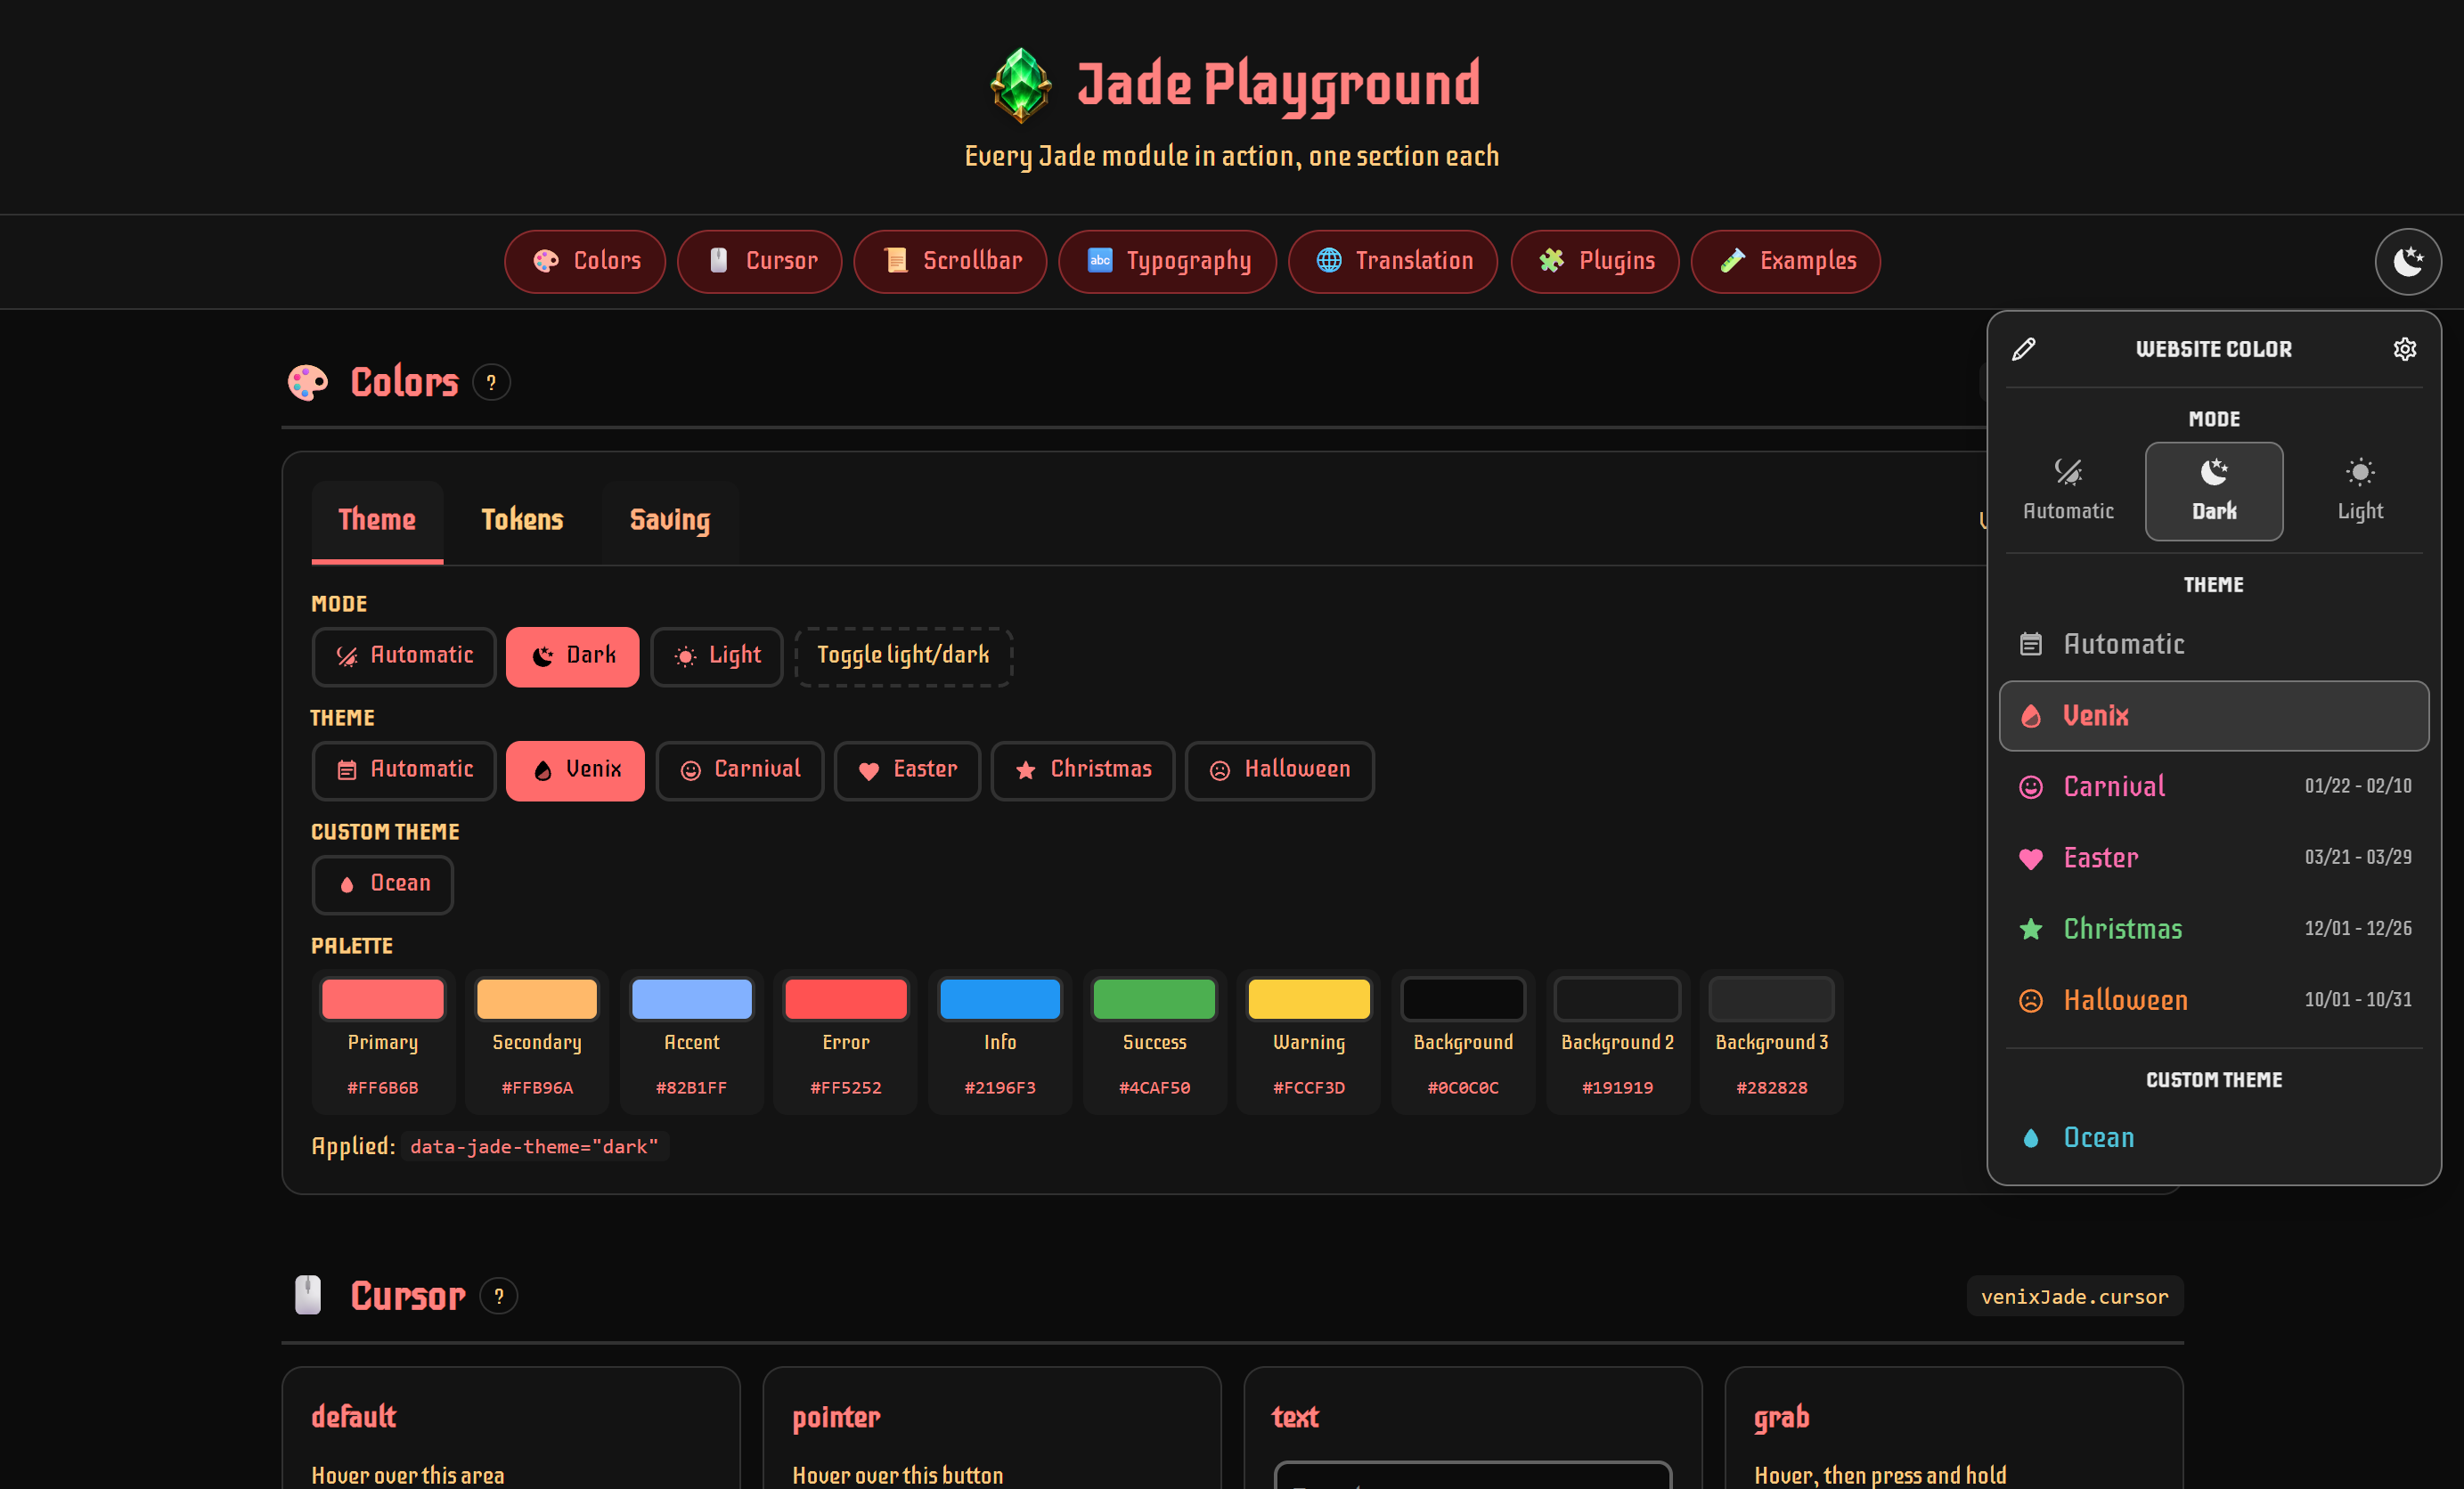 Jade Playground
Every Jade module in action, one section each
Colors
Cursor
Scrollbar
abc
Typography
Translation
Plugins
Examples
Colors ?
Theme
Tokens
Saving
MODE
Automatic
Dark
Light
Toggle light/dark
THEME
Automatic
Venix
Carnival
Easter
Christmas
Halloween
CUSTOM THEME
Ocean
PALETTE
Primary
#FF6B6B
Secondary
#FFB96A
Accent
#82B1FF
Error
#FF5252
Info
#2196F3
Success
#4CAF50
Warning
#FCCF3D
Background
#0C0C0C
Background 2
#191919
Background 3
#282828
Applied: data-jade-theme="dark"
WEBSITE COLOR
MODE
Automatic
Dark
Light
THEME
Automatic
Venix
Carnival 01/22 - 02/10
Easter 03/21 - 03/29
Christmas 12/01 - 12/26
Halloween 10/01 - 10/31
CUSTOM THEME
Ocean
Cursor ?
venixJade.cursor
default
Hover over this area
pointer
Hover over this button
text
grab
Hover, then press and hold